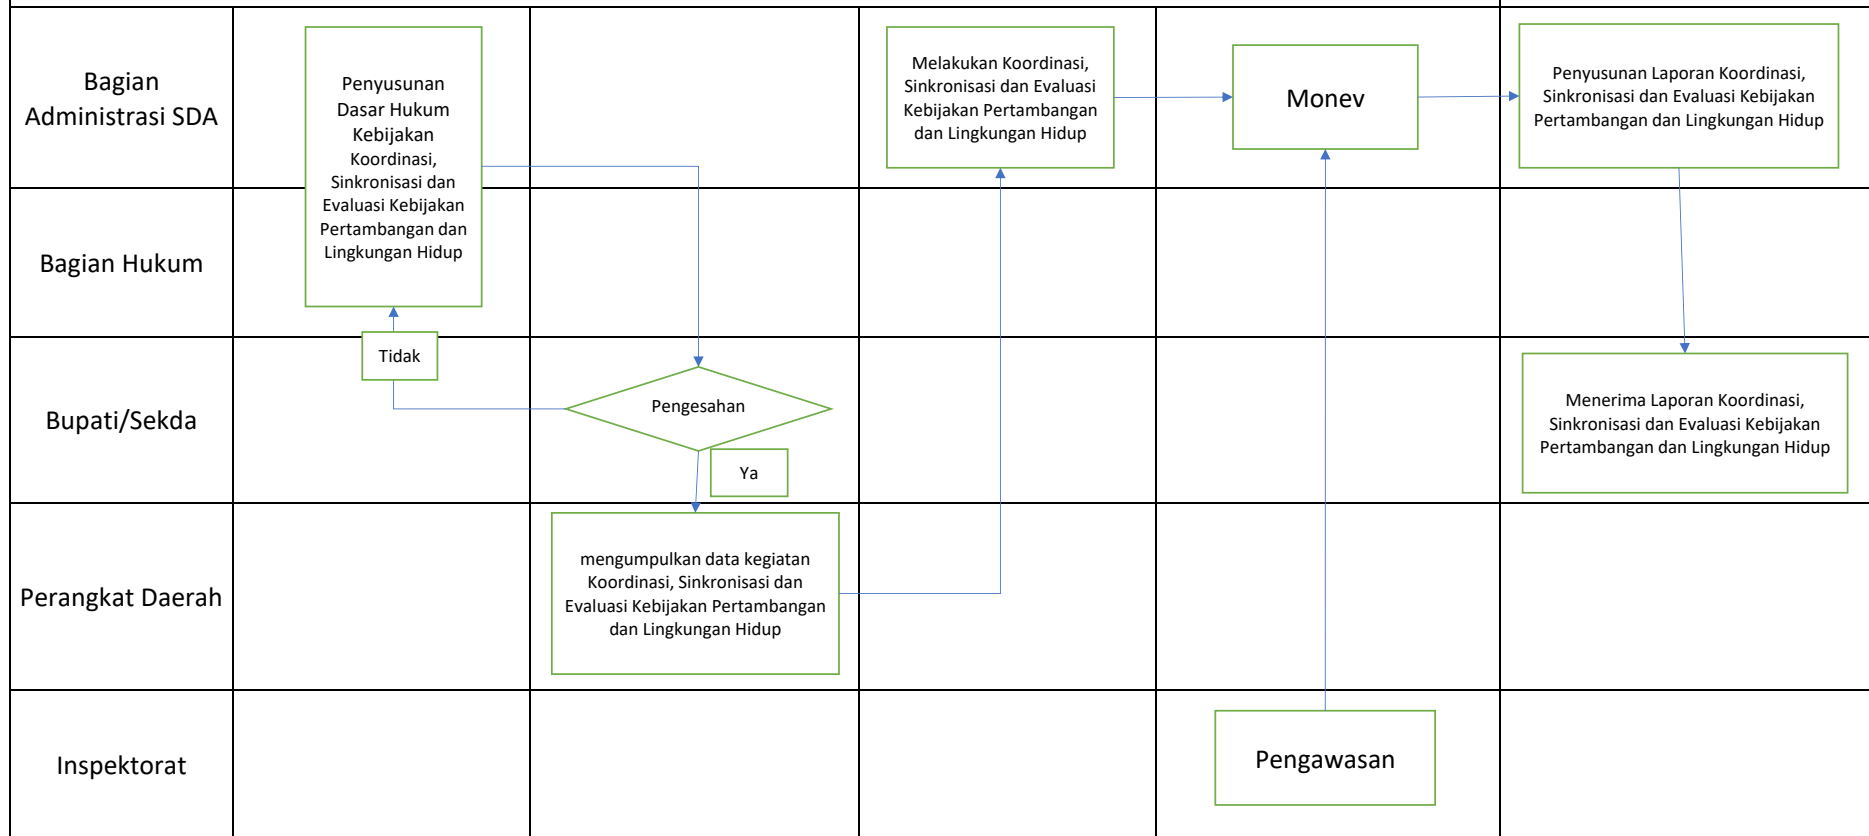 Bagian
Administrasi SDA
Penyusunan
Dasar Hukum
Kebijakan
Koordinasi,
Sinkronisasi dan
Evaluasi Kebijakan
Pertambangan dan
Lingkungan Hidup
Melakukan Koordinasi,
Sinkronisasi dan Evaluasi
Kebijakan Pertambangan
dan Lingkungan Hidup
Monev
Penyusunan Laporan Koordinasi,
Sinkronisasi dan Evaluasi Kebijakan
Pertambangan dan Lingkungan Hidup
Bagian Hukum
Tidak
Bupati/Sekda
Pengesahan
Ya
Menerima Laporan Koordinasi,
Sinkronisasi dan Evaluasi Kebijakan
Pertambangan dan Lingkungan Hidup
Perangkat Daerah
mengumpulkan data kegiatan
Koordinasi, Sinkronisasi dan
Evaluasi Kebijakan Pertambangan
dan Lingkungan Hidup
Inspektorat
Pengawasan